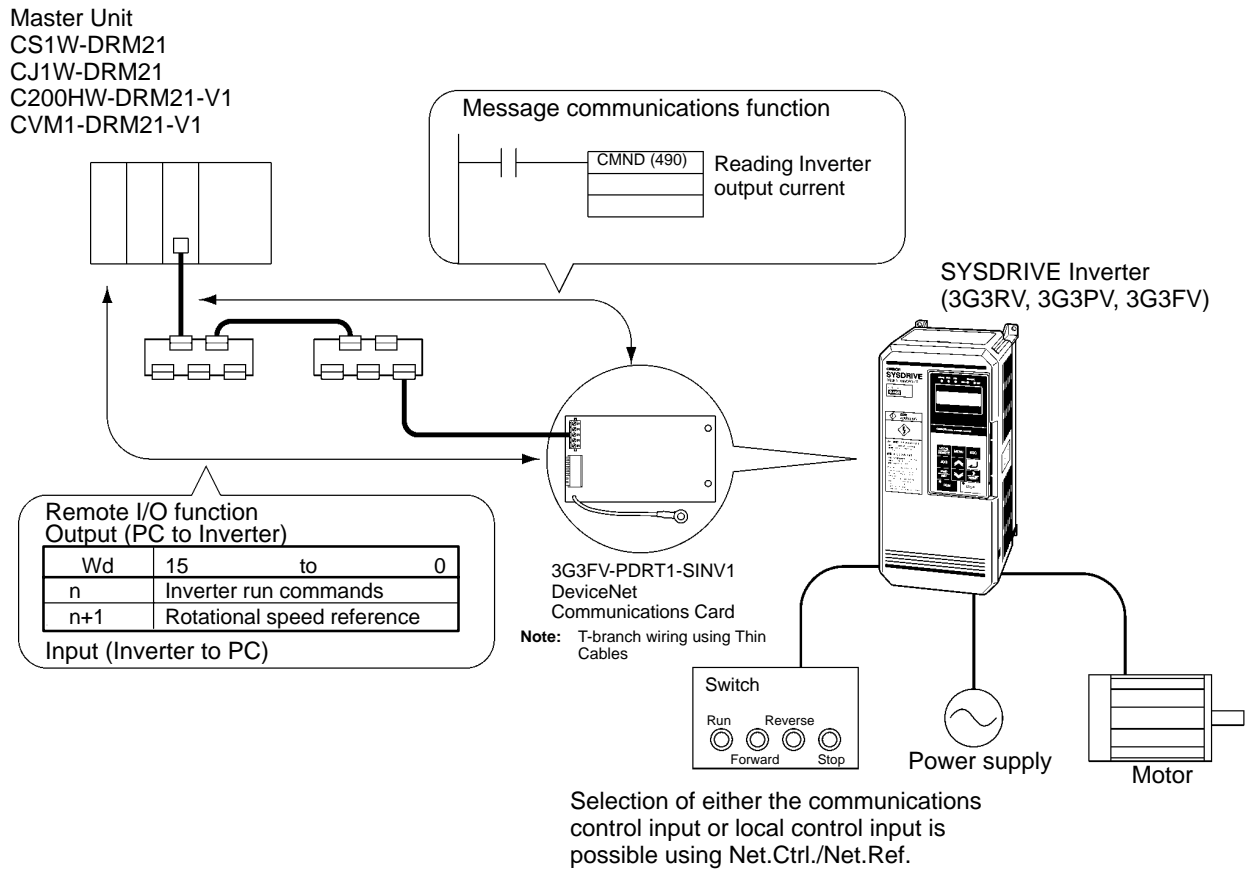 Master Unit
CS1W-DRM21
CJ1W-DRM21
C200HW-DRM21-V1
CVM1-DRM21-V1
Message communications function
CMND (490)
Reading Inverter
output current
SYSDRIVE Inverter
(3G3RV, 3G3PV, 3G3FV)
SYSDRIVE
Remote I/O function
Output (PC to Inverter)
Wd 15 to 0
n Inverter run commands
n+1 Rotational speed reference
Input (Inverter to PC)
3G3FV-PDRT1-SINV1
DeviceNet
Communications Card
Note: T-branch wiring using Thin
Cables
Switch
Run Reverse
Forward Stop
Power supply
Motor
Selection of either the communications
control input or local control input is
possible using Net.Ctrl./Net.Ref.